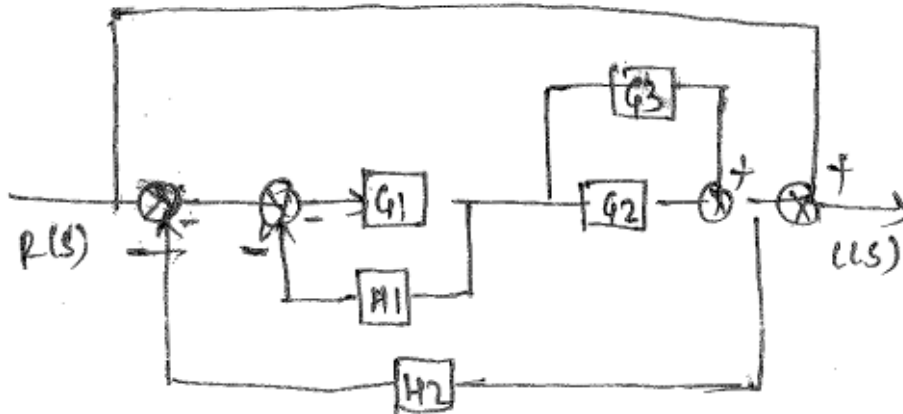 G3
+
+
G1
G2
R(S)
-
-
-
-
C(S)
H1
H2